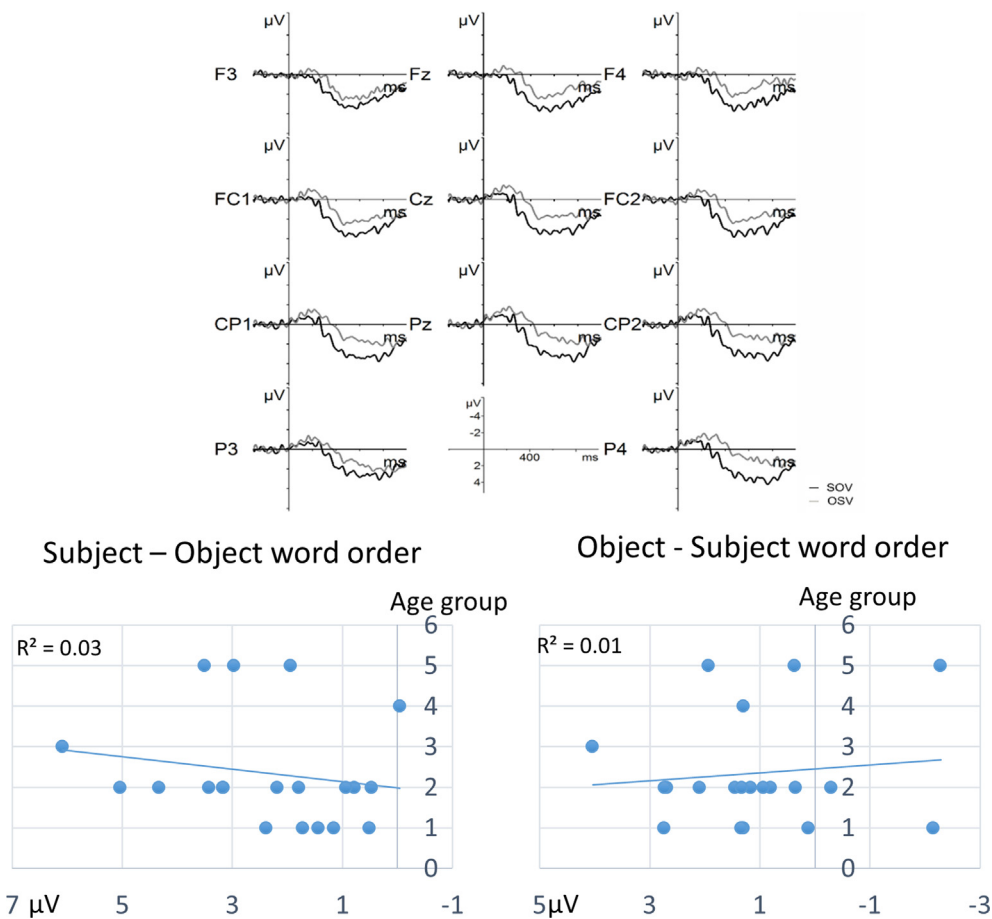 µV µV µV
F3 ms Fz ms F4 ms
µV µV µV
FC1 ms Cz ms FC2 ms
µV µV µV
CP1 ms Pz ms CP2 ms
µV µV µV
-4
-2
P3 ms 400 ms P4 ms
2
4
SOV
OSV
Subject – Object word order Object - Subject word order
Age group Age group
R² = 0.03 6 R² = 0.01 6
5 5
4 4
3 3
2 2
1 1
0 0
7 µV 5 3 1 -1 5µV 3 1 -1 -3